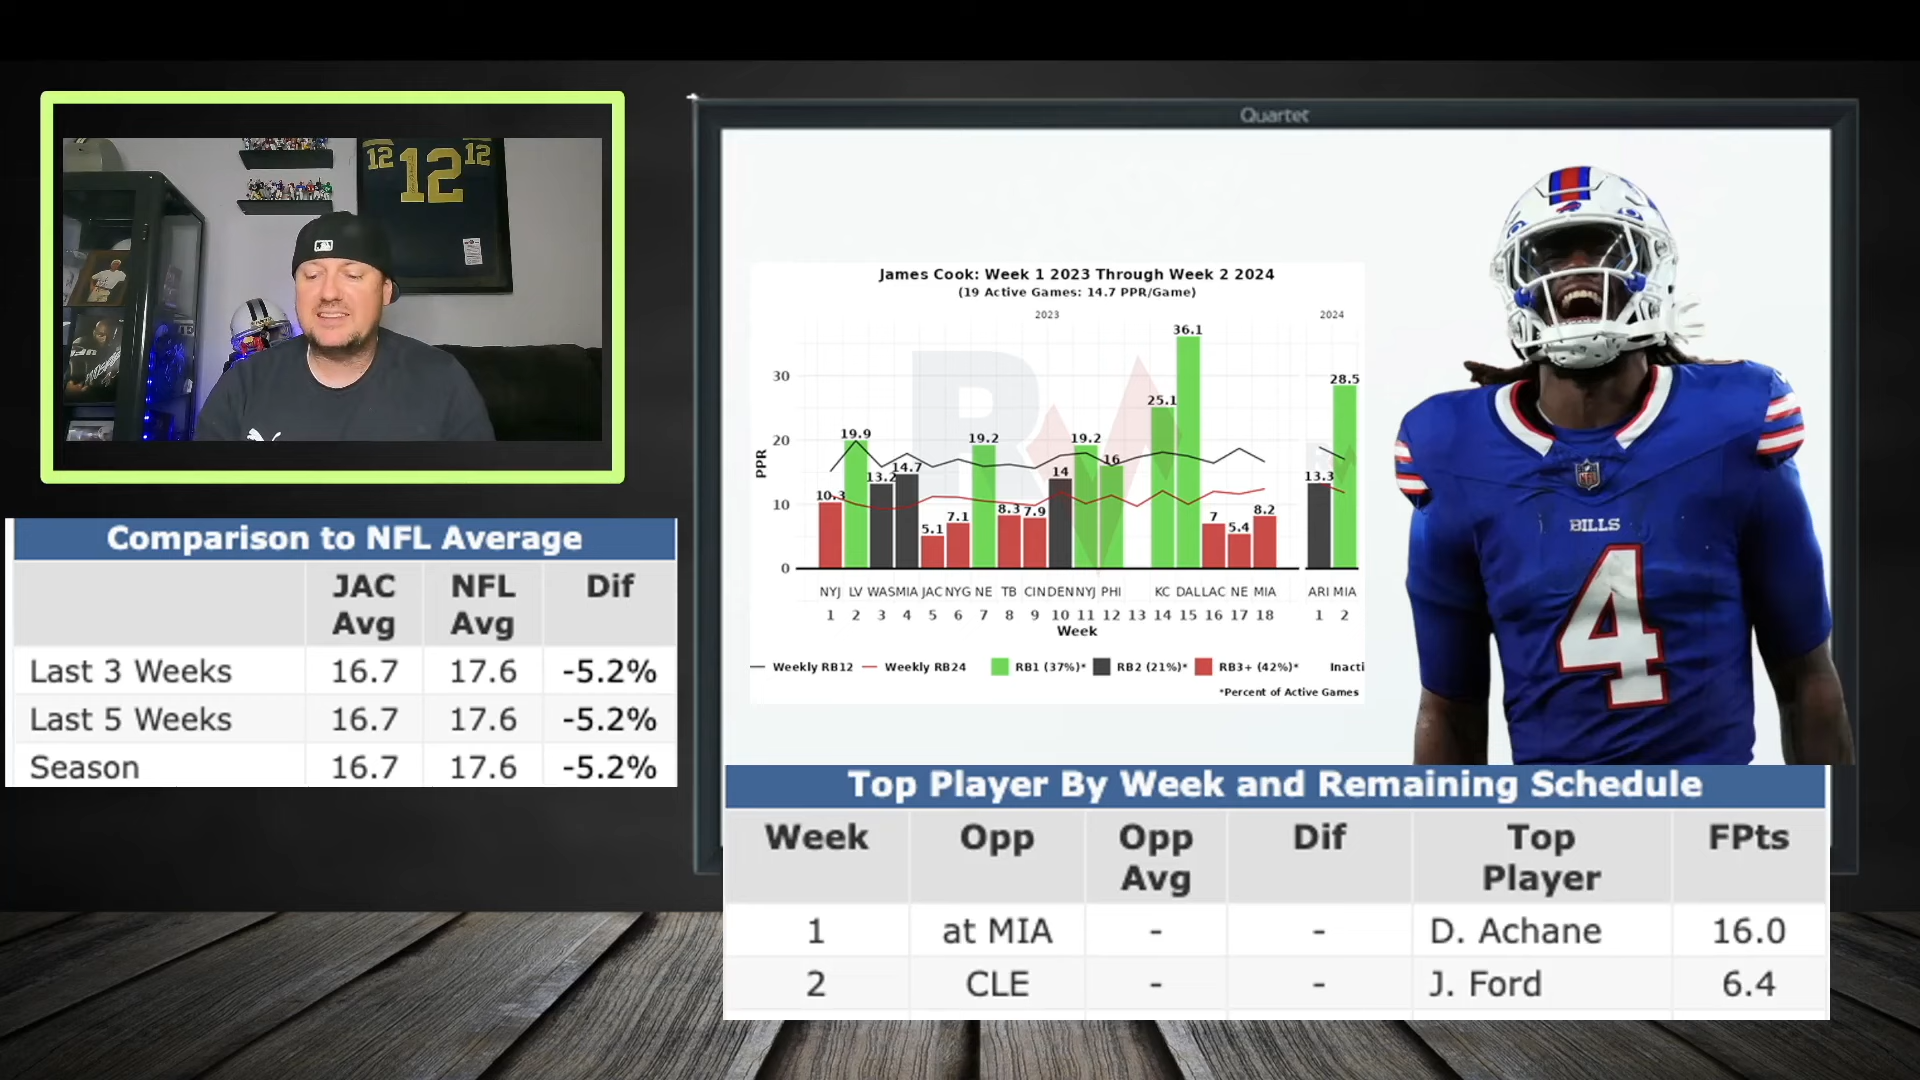 Quartet
12 12 12
James Cook: Week 1 2023 Through Week 2 2024
(19 Active Games: 14.7 PPR/Game)
2023 2024
PPR
30
20
10
0
10.3 19.9 13.2 14.7 5.1 7.1 19.2 8.3 7.9 14 19.2 16 25.1 36.1 7 5.4 8.2 13.3 28.5
NYJ LV WAS MIA JAC NYG NE TB CIN DEN NYJ PHI KC DAL LAC NE MIA ARI MIA
1 2 3 4 5 6 7 8 9 10 11 12 13 14 15 16 17 18 1 2
Week
Weekly RB12 Weekly RB24 RB1 (37%)* RB2 (21%)* RB3+ (42%)* Inacti
*Percent of Active Games
NFL
BILLS
4
Comparison to NFL Average
JAC Avg NFL Avg Dif
Last 3 Weeks 16.7 17.6 -5.2%
Last 5 Weeks 16.7 17.6 -5.2%
Season 16.7 17.6 -5.2%
Top Player By Week and Remaining Schedule
Week Opp Opp Avg Dif Top Player FPts
1 at MIA - - D. Achane 16.0
2 CLE - - J. Ford 6.4